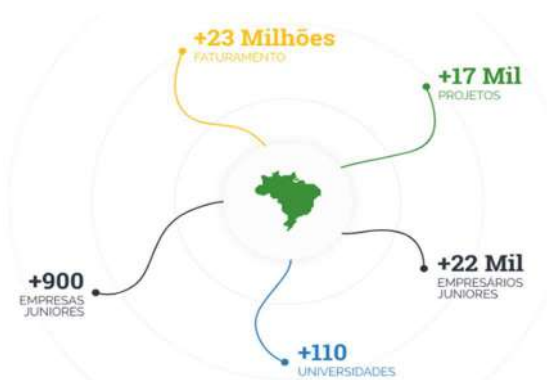 +23 Milhões
FATURAMENTO
+17 Mil
PROJETOS
+900
EMPRESAS
JUNIORES
+22 Mil
EMPRESÁRIOS
JUNIORES
+110
UNIVERSIDADES